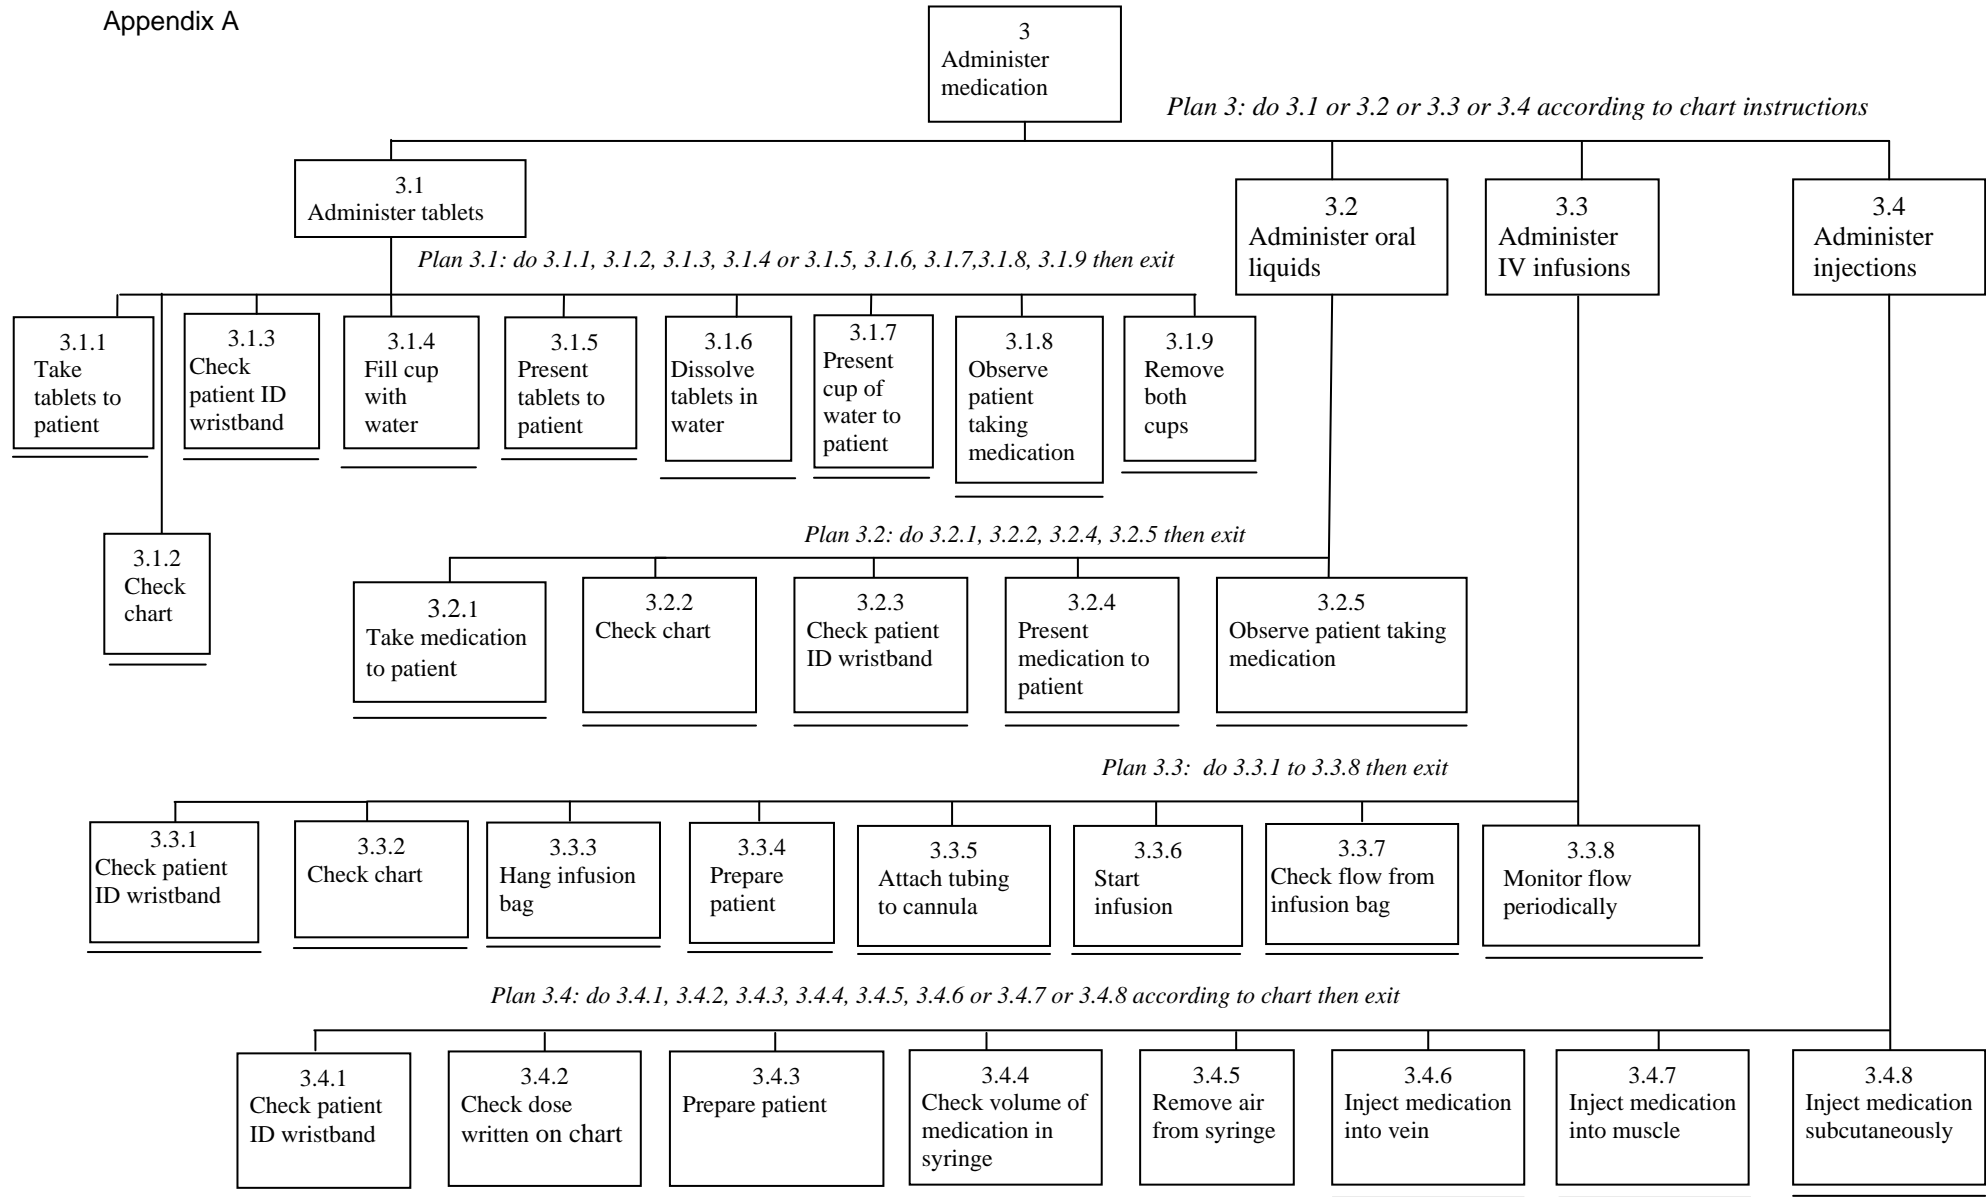 Appendix A
3
Administer
medication
Plan 3: do 3.1 or 3.2 or 3.3 or 3.4 according to chart instructions
3.1
Administer tablets
3.2
Administer oral
liquids
3.3
Administer
IV infusions
3.4
Administer
injections
Plan 3.1: do 3.1.1, 3.1.2, 3.1.3, 3.1.4 or 3.1.5, 3.1.6, 3.1.7,3.1.8, 3.1.9 then exit
3.1.1
Take
tablets to
patient
3.1.3
Check
patient ID
wristband
3.1.4
Fill cup
with
water
3.1.5
Present
tablets to
patient
3.1.6
Dissolve
tablets in
water
3.1.7
Present
cup of
water to
patient
3.1.8
Observe
patient
taking
medication
3.1.9
Remove
both
cups
3.1.2
Check
chart
Plan 3.2: do 3.2.1, 3.2.2, 3.2.4, 3.2.5 then exit
3.2.1
Take medication
to patient
3.2.2
Check chart
3.2.3
Check patient
ID wristband
3.2.4
Present
medication to
patient
3.2.5
Observe patient taking
medication
Plan 3.3: do 3.3.1 to 3.3.8 then exit
3.3.1
Check patient
ID wristband
3.3.2
Check chart
3.3.3
Hang infusion
bag
3.3.4
Prepare
patient
3.3.5
Attach tubing
to cannula
3.3.6
Start
infusion
3.3.7
Check flow from
infusion bag
3.3.8
Monitor flow
periodically
Plan 3.4: do 3.4.1, 3.4.2, 3.4.3, 3.4.4, 3.4.5, 3.4.6 or 3.4.7 or 3.4.8 according to chart then exit
3.4.1
Check patient
ID wristband
3.4.2
Check dose
written on chart
3.4.3
Prepare patient
3.4.4
Check volume of
medication in
syringe
3.4.5
Remove air
from syringe
3.4.6
Inject medication
into vein
3.4.7
Inject medication
into muscle
3.4.8
Inject medication
subcutaneously